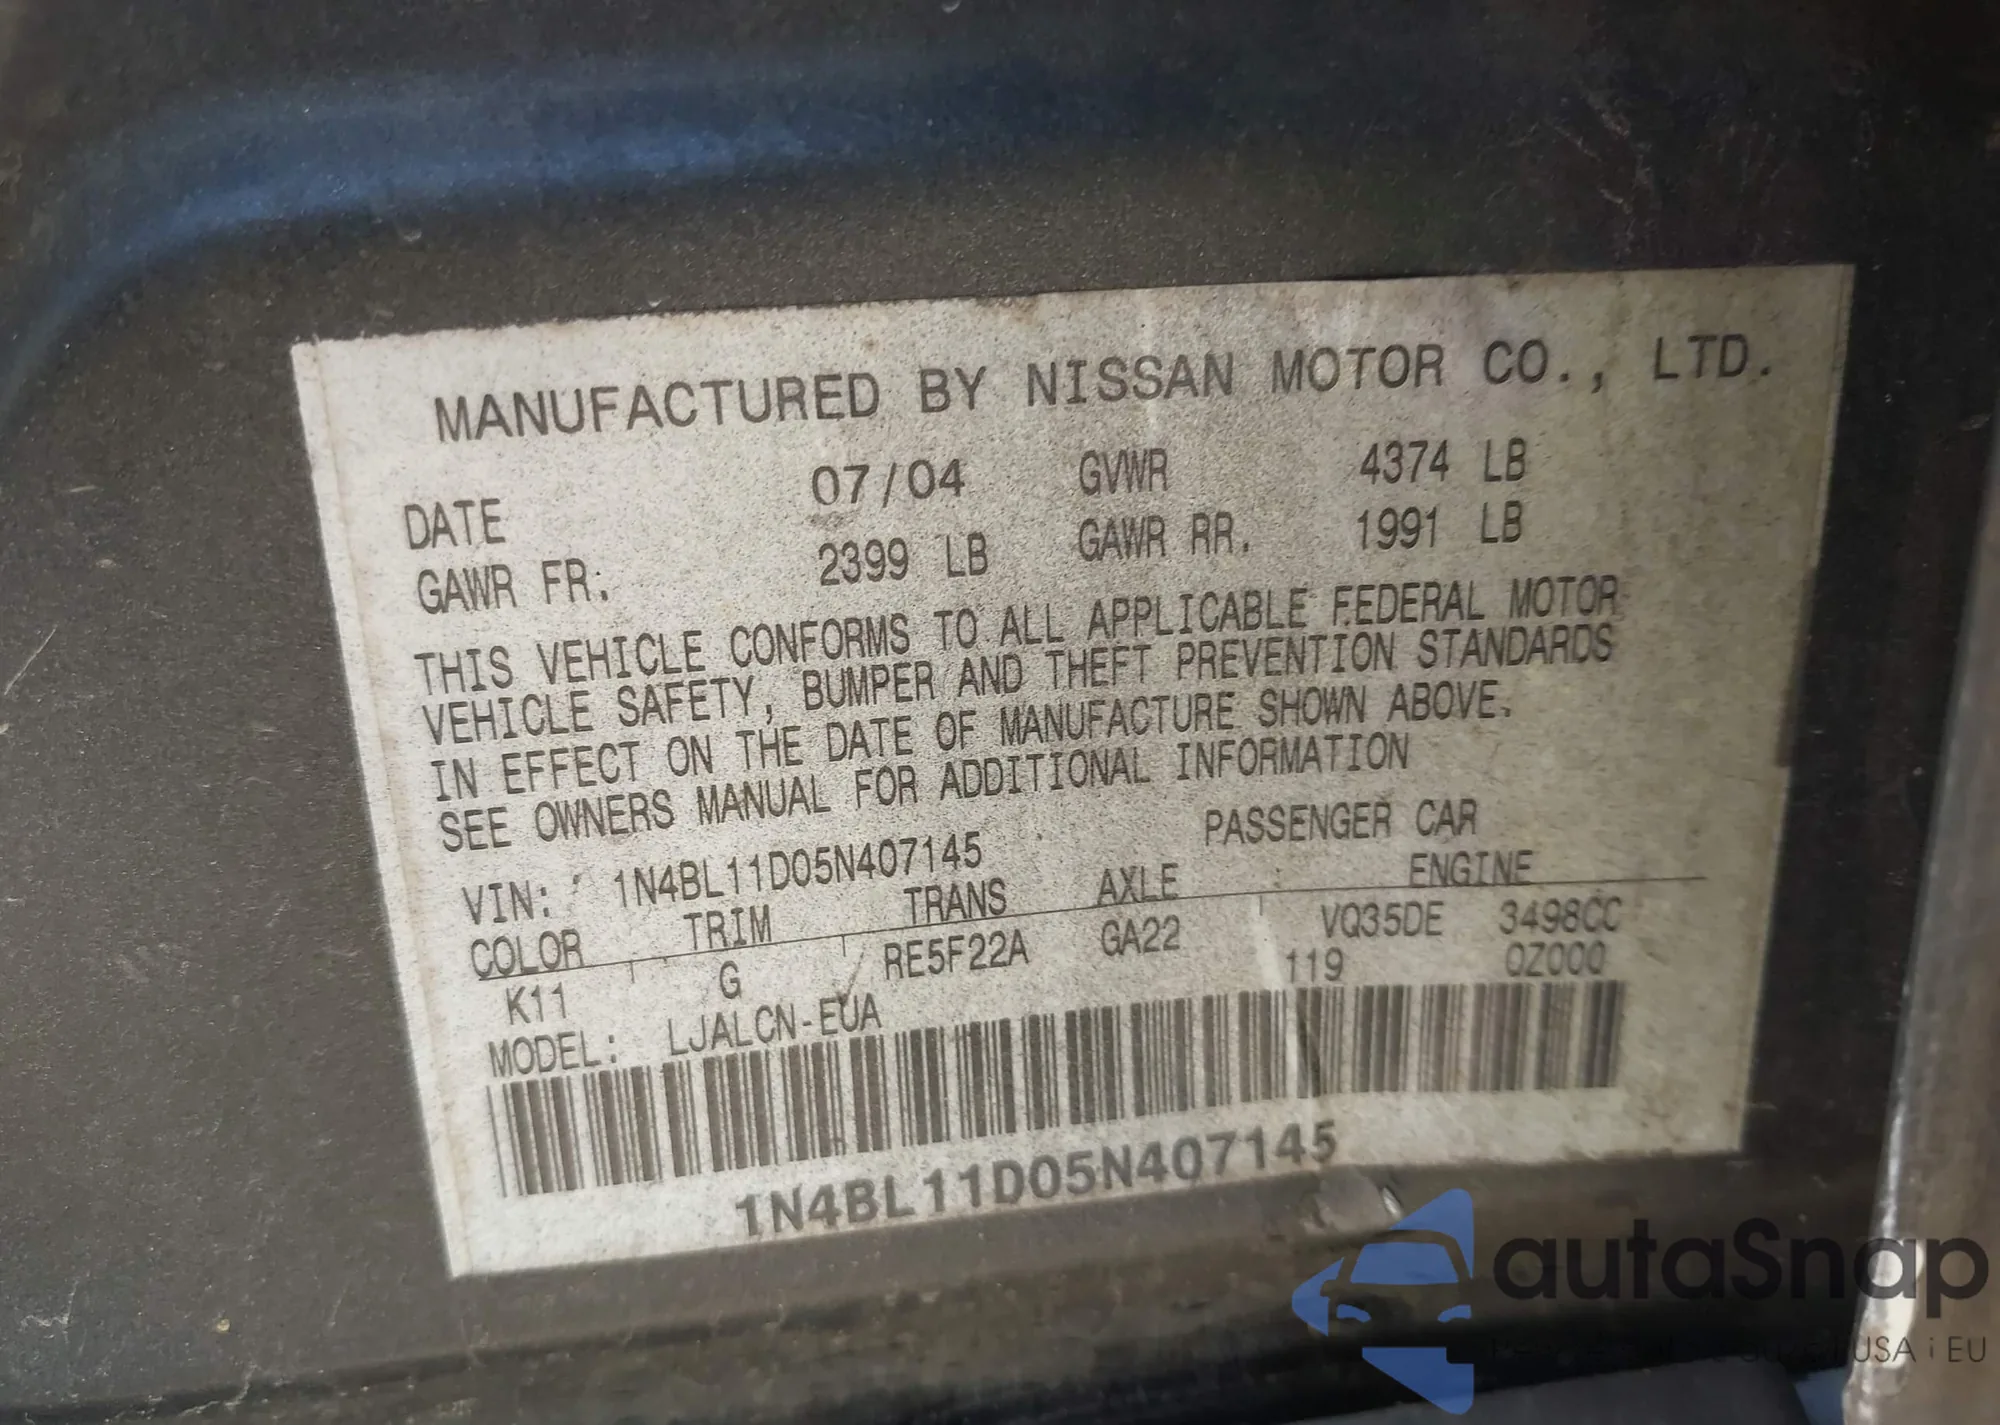 MANUFACTURED BY NISSAN MOTOR CO., LTD.
DATE 07/04 GVWR 4374 LB
GAWR FR: 2399 LB GAWR RR. 1991 LB
THIS VEHICLE CONFORMS TO ALL APPLICABLE FEDERAL MOTOR
VEHICLE SAFETY, BUMPER AND THEFT PREVENTION STANDARDS
IN EFFECT ON THE DATE OF MANUFACTURE SHOWN ABOVE.
SEE OWNERS MANUAL FOR ADDITIONAL INFORMATION
VIN: 1N4BL11D05N407145 PASSENGER CAR
COLOR TRIM TRANS AXLE ENGINE
K11 G RE5F22A GA22 VQ35DE 3498CC
MODEL: LJALCN-EUA 119 0Z000
1N4BL11D05N407145
autaSnap
USA i EU